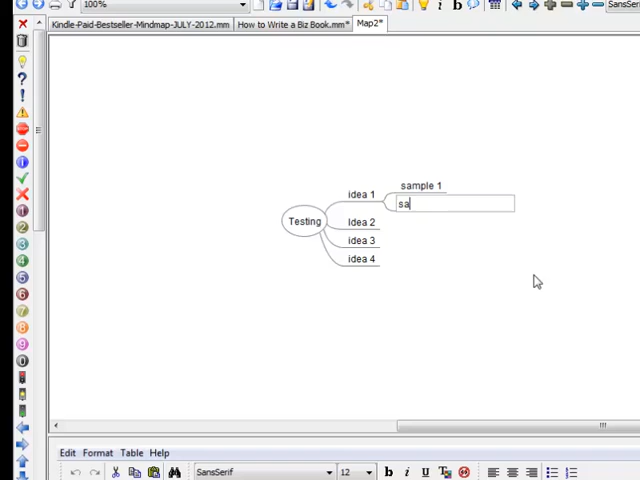 100%
SansSerif
Kindle-Paid-Bestseller-Mindmap-JULY-2012.mm
How to Write a Biz Book.mm*
Map2*
Testing
idea 1
sample 1
sa
Idea 2
idea 3
idea 4
Edit Format Table Help
SansSerif 12 b i u